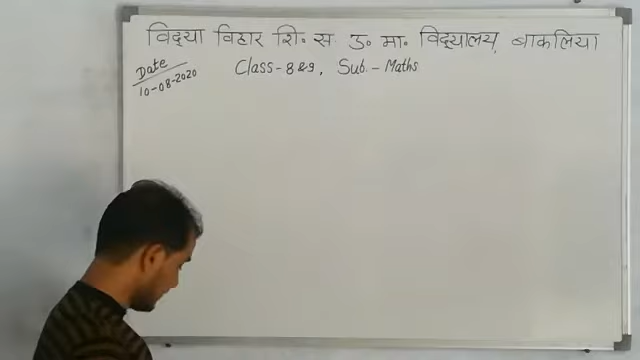 विद्या विहार शि. स. उ. मा. विद्यालय, बाकलिया
Date
10-08-2020
Class-8 & 9, Sub.-Maths